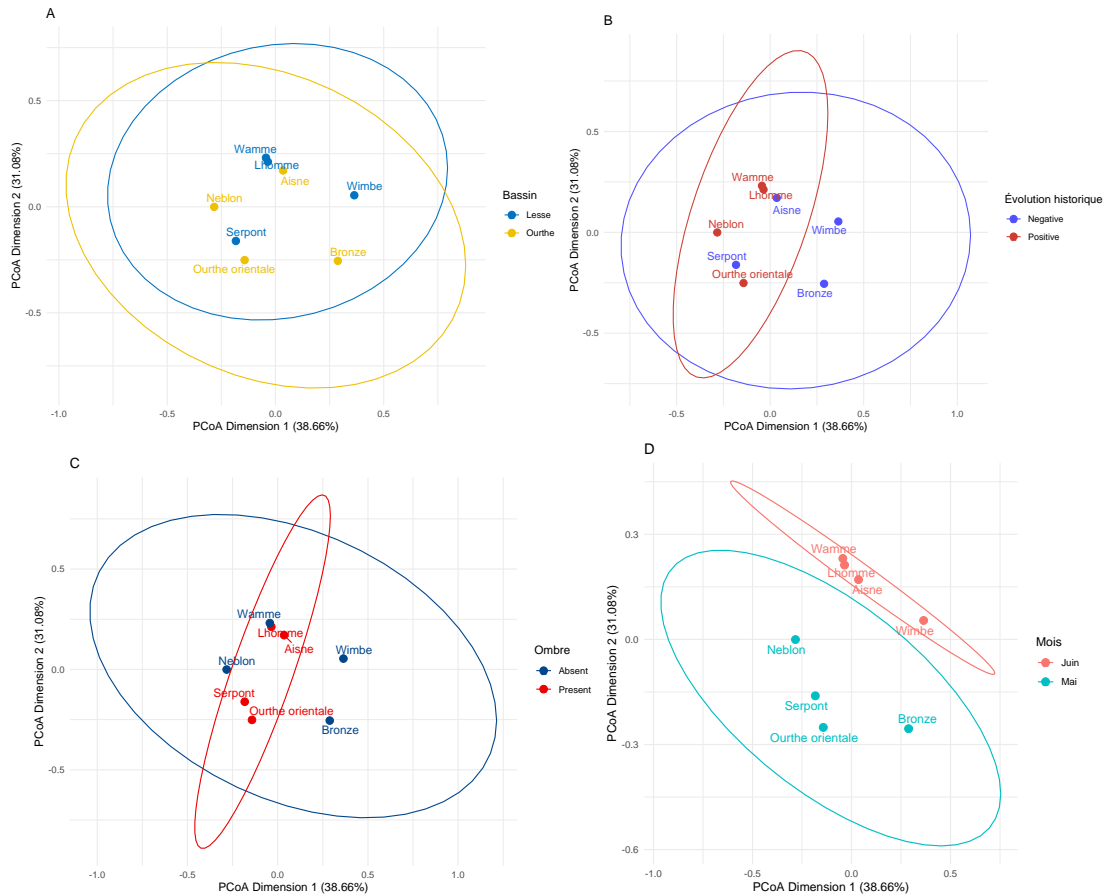 A
PCoA Dimension 2 (31.08%)
0.5
0.0
-0.5
Wamme
Lhomme
Aisne
Wimbe
Neblon
Serpont
Ourthe orientale
Bronze
-1.0
-0.5
0.0
0.5
PCoA Dimension 1 (38.66%)
Bassin
Lesse
Ourthe
B
PCoA Dimension 2 (31.08%)
0.5
0.0
-0.5
Wamme
Lhomme
Aisne
Neblon
Wimbe
Serpont
Ourthe orientale
Bronze
-0.5
0.0
0.5
1.0
PCoA Dimension 1 (38.66%)
Évolution historique
Negative
Positive
C
PCoA Dimension 2 (31.08%)
0.5
0.0
-0.5
Wamme
Lhomme
Aisne
Wimbe
Neblon
Serpont
Ourthe orientale
Bronze
-1.0
-0.5
0.0
0.5
1.0
PCoA Dimension 1 (38.66%)
Ombre
Absent
Present
D
PCoA Dimension 2 (31.08%)
0.3
0.0
-0.3
-0.6
Wamme
Lhomme
Aisne
Wimbe
Neblon
Serpont
Ourthe orientale
Bronze
-1.0
-0.5
0.0
0.5
PCoA Dimension 1 (38.66%)
Mois
Juin
Mai